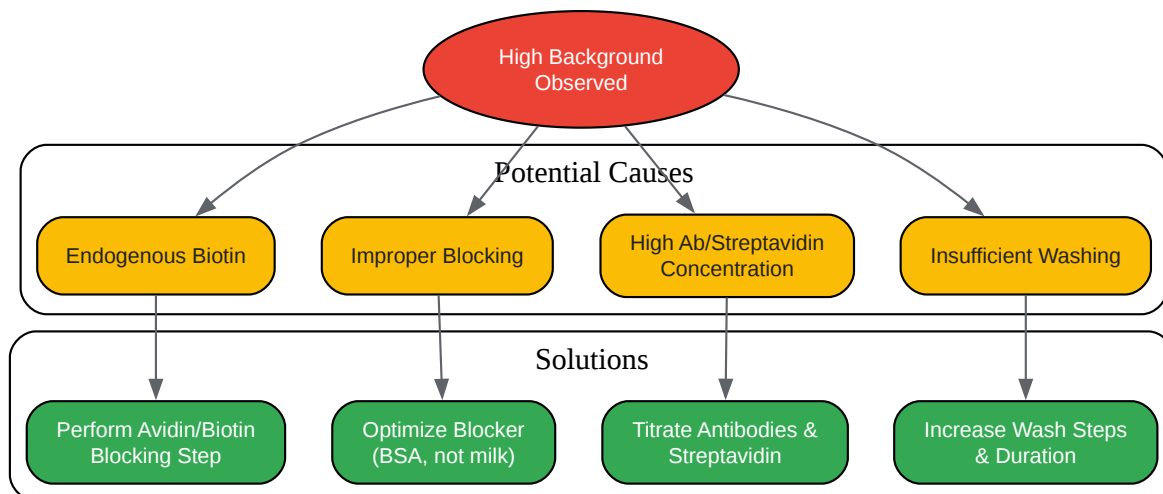 High Background
Observed
Potential Causes
Endogenous Biotin
Improper Blocking
High Ab/Streptavidin
Concentration
Insufficient Washing
Solutions
Perform Avidin/Biotin
Blocking Step
Optimize Blocker
(BSA, not milk)
Titrate Antibodies &
Streptavidin
Increase Wash Steps
& Duration